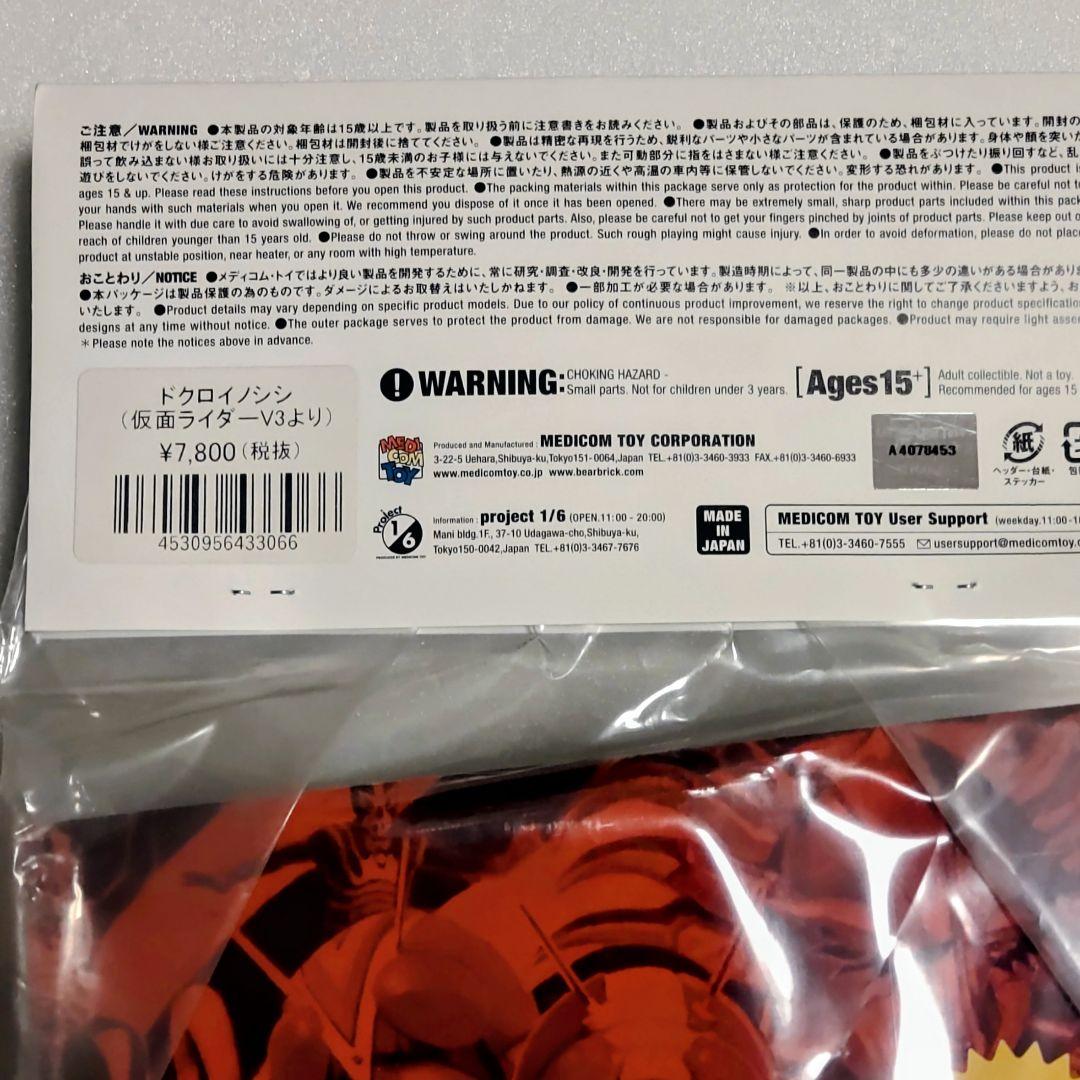 ご注意/WARNING ●本製品の対象年齢は15歳以上です。製品を取り扱う前に注意書きをお読みください。 ●製品およびその部品は、保護のため、梱包材に入っています。開封の
梱包材でけがをしない様ご注意ください。梱包材は開封後に捨ててください。 ●製品は精密な再現を行うため、鋭利なパーツや小さなパーツが含まれている場合があります。身体や顔を突いた
誤って飲み込まない様お取り扱いには十分注意し、15歳未満のお子様には与えないでください。また可動部分に指をはさまない様ご注意ください。 ●製品をぶつけたり振り回すなど、乱
遊びをしないでください。けがをする危険があります。 ●製品を不安定な場所に置いたり、熱源の近くや高温の車内等に保管しないでください。変形する恐れがあります。 ●This product is
ages 15 & up. Please read these instructions before you open this product. ●The packing materials within this package serve only as protection for the product within. Please be careful not to
your hands with such materials when you open it. We recommend you dispose of it once it has been opened. ●There may be extremely small, sharp product parts included within this pack
Please handle it with due care to avoid swallowing of, or getting injured by such product parts. Also, please be careful not to get your fingers pinched by joints of product parts. Please keep out o
reach of children younger than 15 years old. ●Please do not throw or swing around the product. Such rough playing might cause injury. ●In order to avoid deformation, please do not place
product at unstable position, near heater, or any room with high temperature.
おことわり/NOTICE ●メディコム・トイではより良い製品を開発するために、常に研究・調査・改良・開発を行っています。製造時期によって、同一製品の中にも多少の違いがある場合があり
●本パッケージは製品保護の為のものです。ダメージによるお取替えはいたしかねます。 ●一部加工が必要な場合があります。 ※以上、おことわりに関してご了承くださいますよう、お
いたします。 ●Product details may vary depending on specific product models. Due to our policy of continuous product improvement, we reserve the right to change product specification
designs at any time without notice. ●The outer package serves to protect the product from damage. We are not responsible for damaged packages. ●Product may require light asse
＊Please note the notices above in advance.
ドクロイノシシ
(仮面ライダーV3より)
¥7,800(税抜)
4530956433066
WARNING: CHOKING HAZARD -
Small parts. Not for children under 3 years.
[Ages15+] Adult collectible. Not a toy.
Recommended for ages 15
MEDICOM TOY
Produced and Manufactured : MEDICOM TOY CORPORATION
3-22-5 Uehara,Shibuya-ku,Tokyo151-0064,Japan TEL.+81(0)3-3460-3933 FAX.+81(0)3-3460-6933
www.medicomtoy.co.jp www.bearbrick.com
A4078453
紙
ヘッダー・台紙・
ステッカー
Project 1/6
PRODUCED BY MEDICOM TOY
Information : project 1/6 (OPEN.11:00 - 20:00)
Mani bldg.1F., 37-10 Udagawa-cho,Shibuya-ku,
Tokyo150-0042,Japan TEL.+81(0)3-3467-7676
MADE IN JAPAN
MEDICOM TOY User Support (weekday.11:00-1
TEL.+81(0)3-3460-7555 usersupport@medicomtoy.c